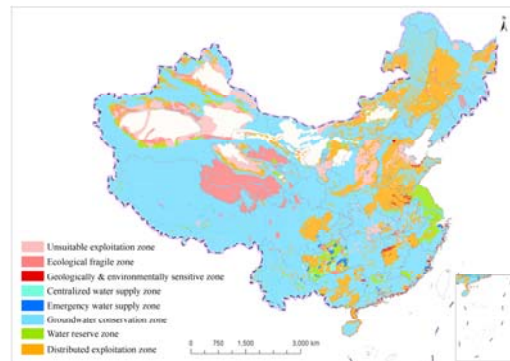 N
Unsuitable exploitation zone
Ecological fragile zone
Geologically & environmentally sensitive zone
Centralized water supply zone
Emergency water supply zone
Groundwater conservation zone
Water reserve zone
Distributed exploitation zone
0 750 1,500 3,000 km